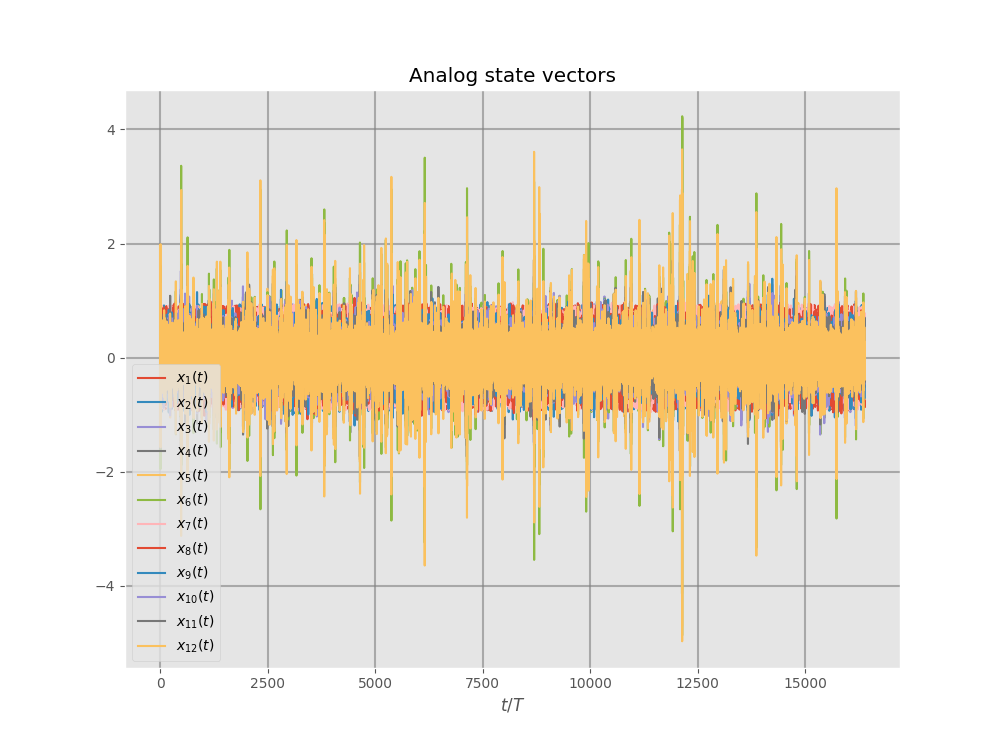 Analog state vectors
4
2
0
−2
−4
x₁(t)
x₂(t)
x₃(t)
x₄(t)
x₅(t)
x₆(t)
x₇(t)
x₈(t)
x₉(t)
x₁₀(t)
x₁₁(t)
x₁₂(t)
0 2500 5000 7500 10000 12500 15000
t/T